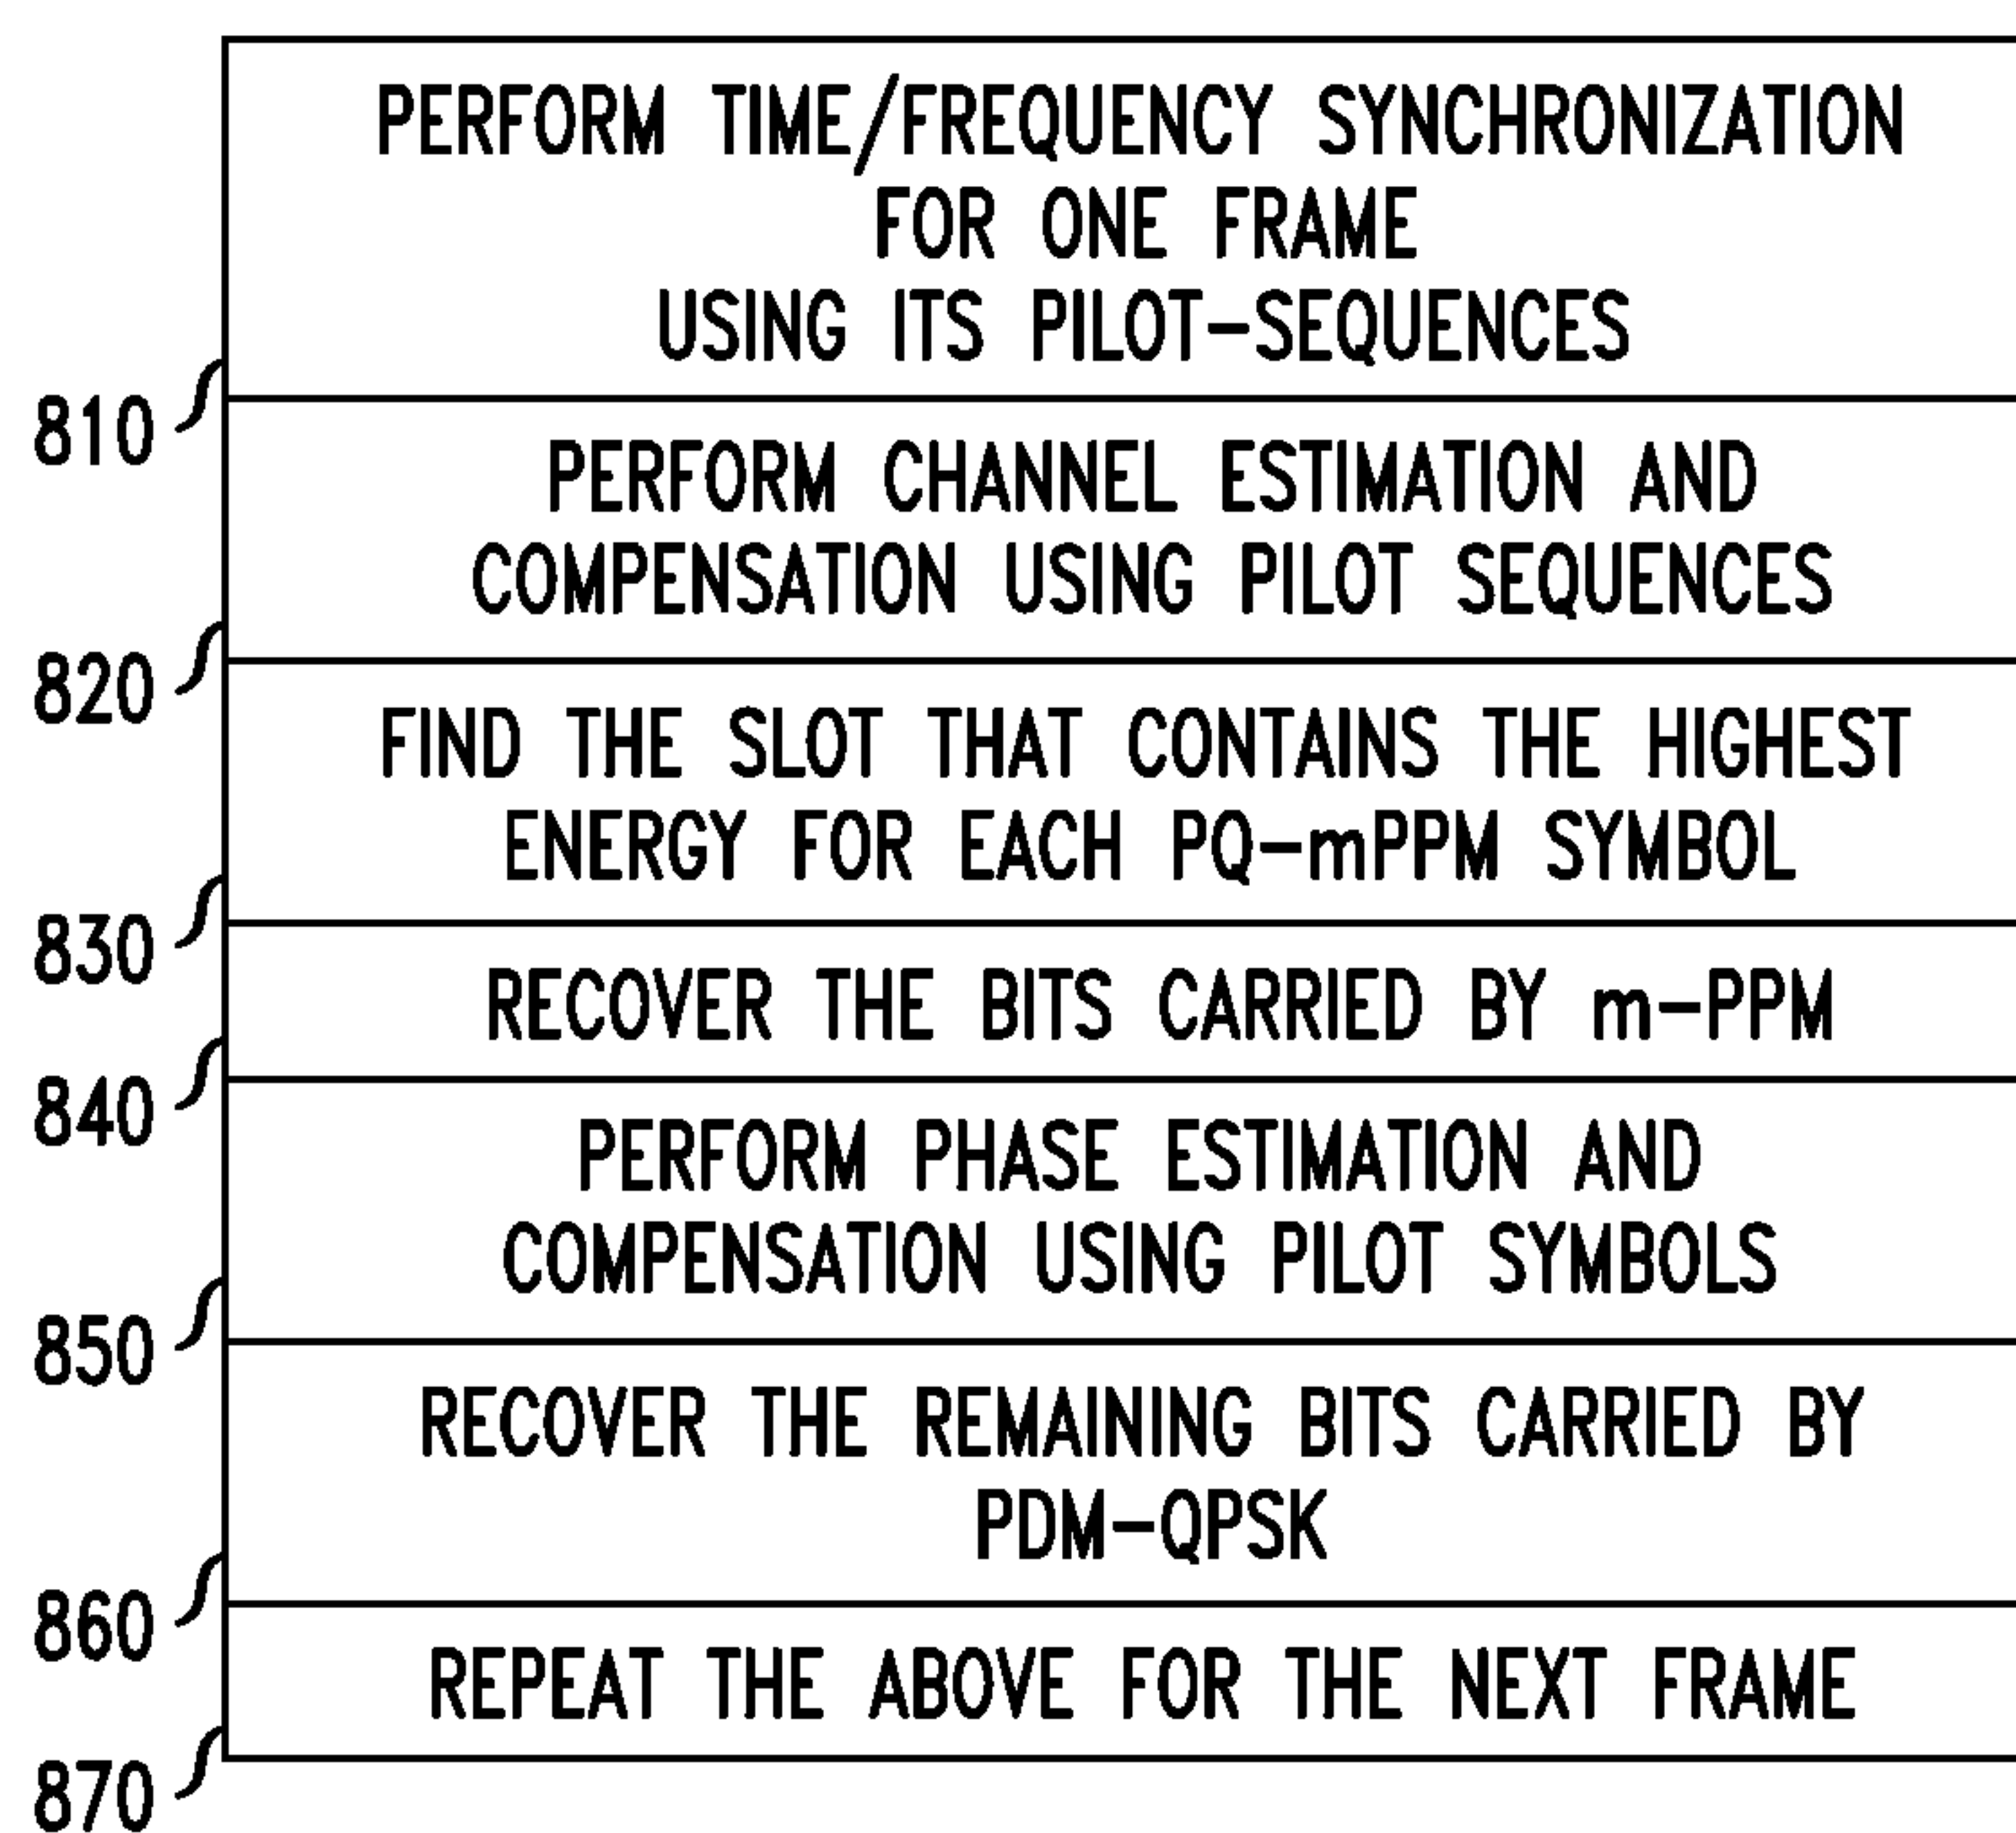 PERFORM TIME/FREQUENCY SYNCHRONIZATION
FOR ONE FRAME
USING ITS PILOT-SEQUENCES
810
PERFORM CHANNEL ESTIMATION AND
COMPENSATION USING PILOT SEQUENCES
820
FIND THE SLOT THAT CONTAINS THE HIGHEST
ENERGY FOR EACH PQ-mPPM SYMBOL
830
RECOVER THE BITS CARRIED BY m-PPM
840
PERFORM PHASE ESTIMATION AND
COMPENSATION USING PILOT SYMBOLS
850
RECOVER THE REMAINING BITS CARRIED BY
PDM-QPSK
860
REPEAT THE ABOVE FOR THE NEXT FRAME
870